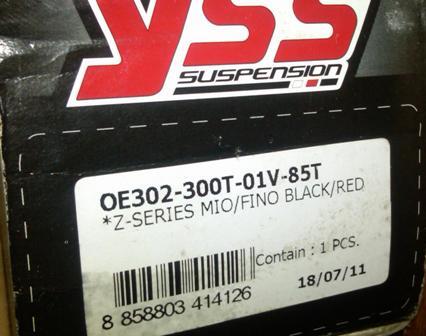 YSS
SUSPENSION
OE302-300T-01V-85T
*Z-SERIES MIO/FINO BLACK/RED
Contain : 1 PCS.
18/07/11
8 858803 414126